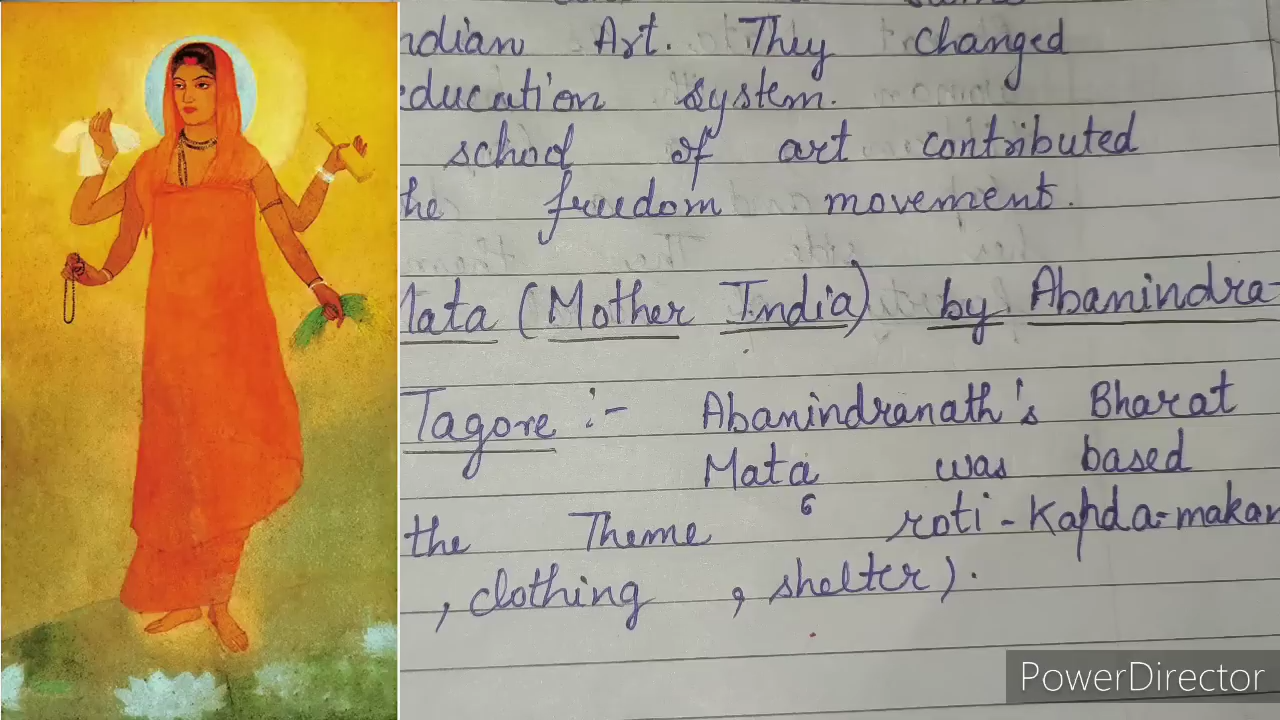 ndian Art. They changed
education system.
school of art contributed
he freedom movement.
Mata (Mother India) by Abanindra-
Tagore :- Abanindranath's Bharat
Mata was based
the Theme ' roti-Kapda-makan
, clothing , shelter).
PowerDirector